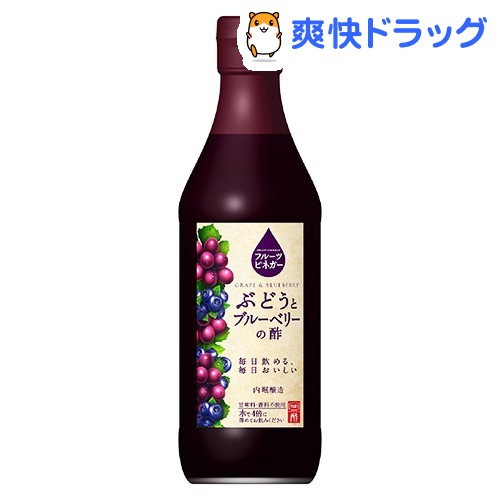 爽快ドラッグ
フルーツ
ビネガー
GRAPE & BLUEBERRY
ぶどうと
ブルーベリー
の酢
毎日飲める、
毎日おいしい
内堀醸造
甘味料・香料不使用
水で4倍に
薄めてお飲みください